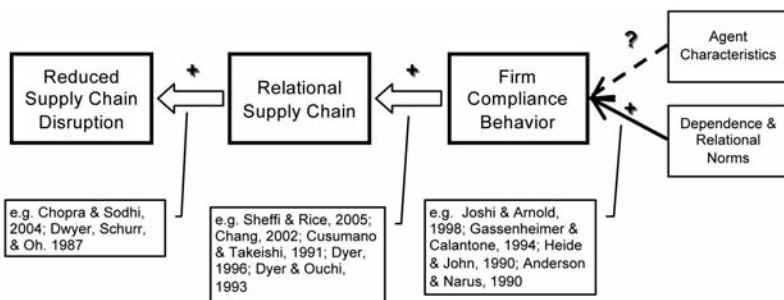 Reduced
Supply Chain
Disruption
+
Relational
Supply Chain
+
Firm
Compliance
Behavior
?
Agent
Characteristics
+
Dependence &
Relational
Norms
e.g. Chopra & Sodhi,
2004; Dwyer, Schurr,
& Oh. 1987
e.g. Sheffi & Rice, 2005;
Chang, 2002; Cusumano
& Takeishi, 1991; Dyer,
1996; Dyer & Ouchi,
1993
e.g. Joshi & Arnold,
1998; Gassenheimer &
Calantone, 1994; Heide
& John, 1990; Anderson
& Narus, 1990